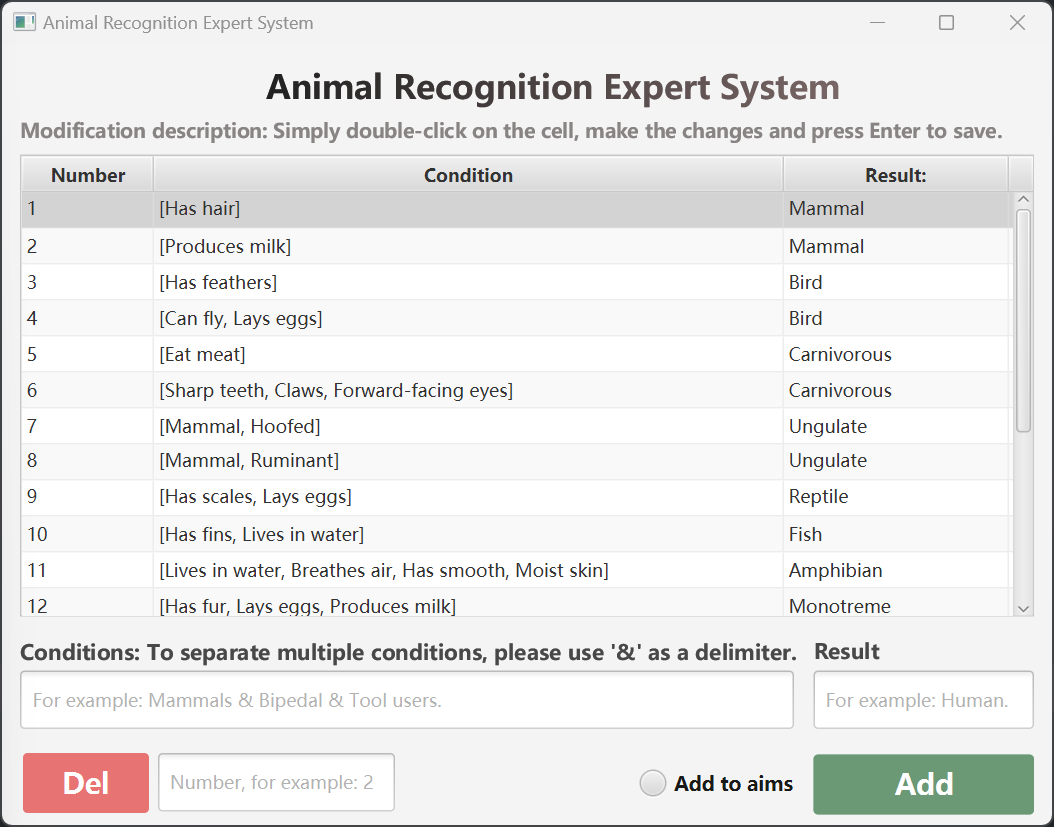 Animal Recognition Expert System
Animal Recognition Expert System
Modification description: Simply double-click on the cell, make the changes and press Enter to save.
Number Condition Result:
1 [Has hair] Mammal
2 [Produces milk] Mammal
3 [Has feathers] Bird
4 [Can fly, Lays eggs] Bird
5 [Eat meat] Carnivorous
6 [Sharp teeth, Claws, Forward-facing eyes] Carnivorous
7 [Mammal, Hoofed] Ungulate
8 [Mammal, Ruminant] Ungulate
9 [Has scales, Lays eggs] Reptile
10 [Has fins, Lives in water] Fish
11 [Lives in water, Breathes air, Has smooth, Moist skin] Amphibian
12 [Has fur, Lays eggs, Produces milk] Monotreme
Conditions: To separate multiple conditions, please use '&' as a delimiter. Result
For example: Mammals & Bipedal & Tool users. For example: Human.
Del Number, for example: 2 Add to aims Add